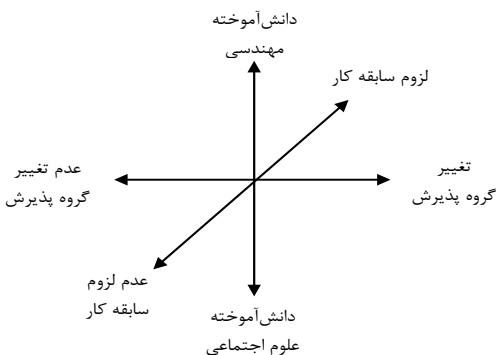 دانش‌آموخته
مهندسی
لزوم سابقه کار
تغییر
گروه پذیرش
عدم تغییر
گروه پذیرش
عدم لزوم
سابقه کار
دانش‌آموخته
علوم اجتماعی